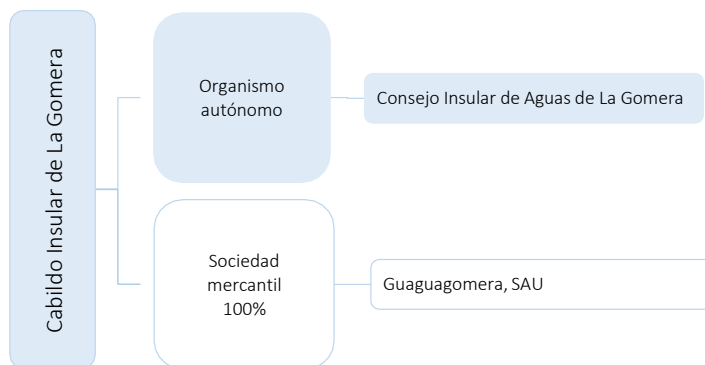 Cabildo Insular de La Gomera
Organismo
autónomo
Consejo Insular de Aguas de La Gomera
Sociedad
mercantil
100%
Guaguagomera, SAU